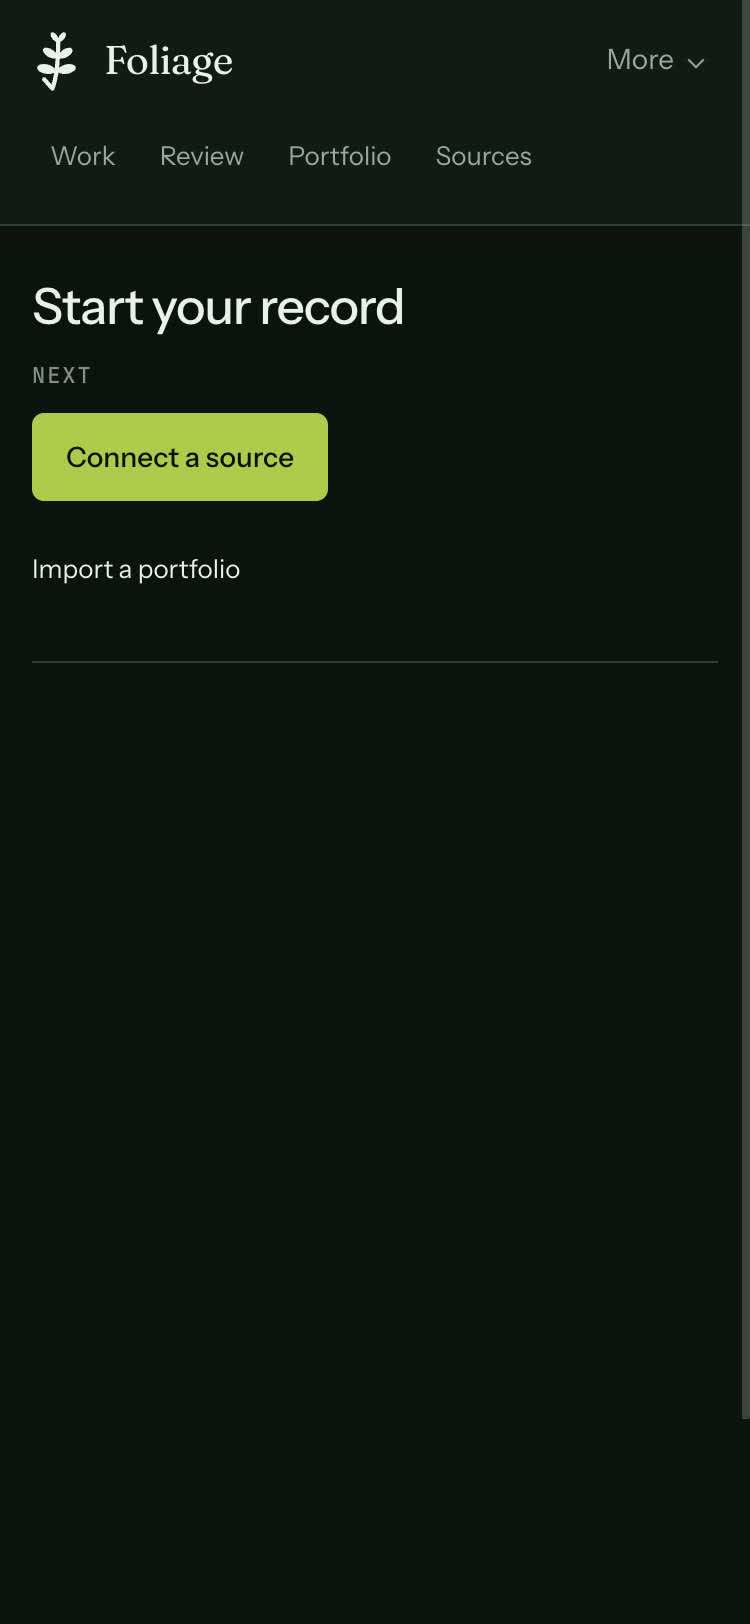 Foliage
More
Work Review Portfolio Sources
Start your record
NEXT
Connect a source
Import a portfolio